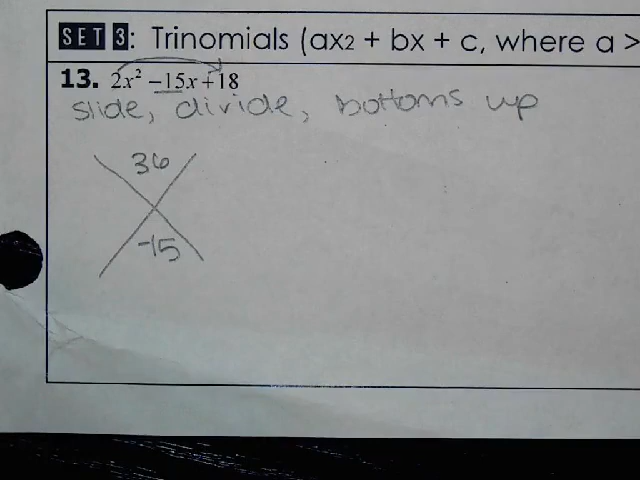 SET 3: Trinomials (ax2 + bx + c, where a >
13. 2x² −15x+18
slide, divide, bottoms up
36
-15